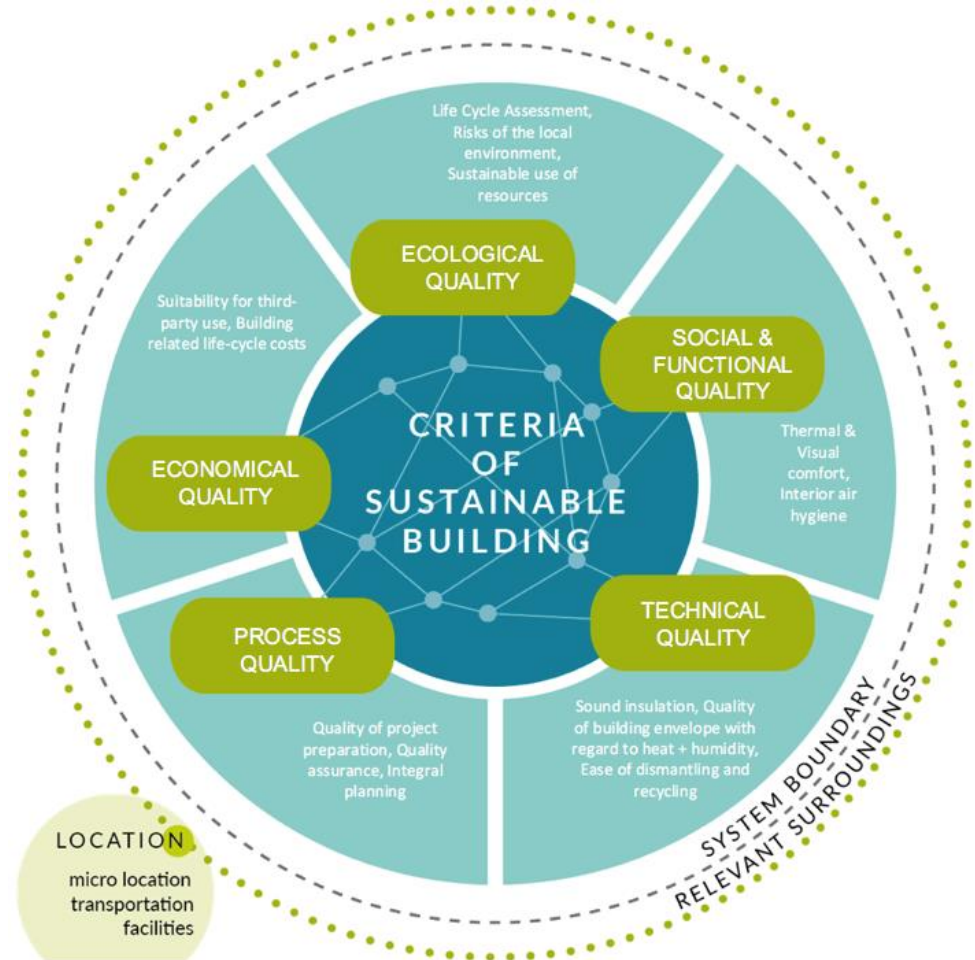 Life Cycle Assessment,
Risks of the local
environment,
Sustainable use of
resources
ECOLOGICAL
QUALITY
Suitability for third-
party use, Building
related life-cycle costs
SOCIAL &
FUNCTIONAL
QUALITY
Thermal &
Visual
comfort,
Interior air
hygiene
CRITERIA
OF
SUSTAINABLE
BUILDING
ECONOMICAL
QUALITY
PROCESS
QUALITY
TECHNICAL
QUALITY
Quality of project
preparation, Quality
assurance, Integral
planning
Sound insulation, Quality
of building envelope with
regard to heat + humidity,
Ease of dismantling and
recycling
SYSTEM BOUNDARY
RELEVANT SURROUNDINGS
LOCATION
micro location
transportation
facilities